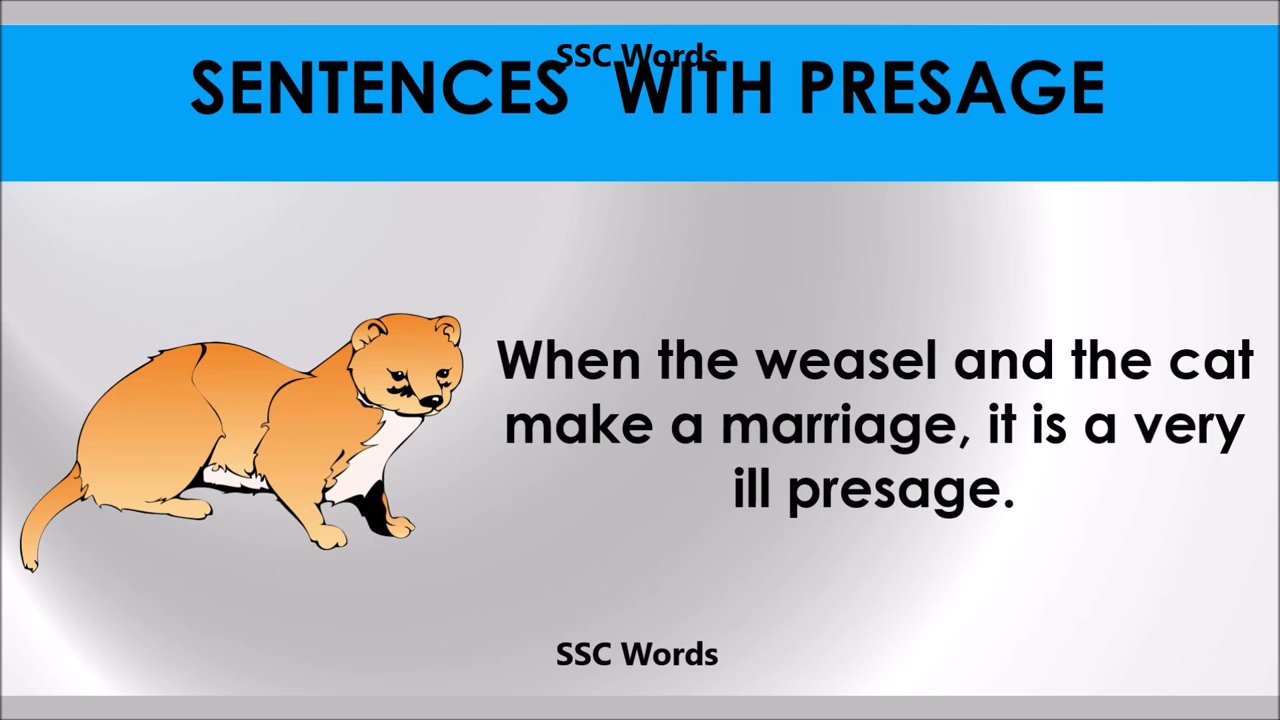 SSC Words
SENTENCES WITH PRESAGE
When the weasel and the cat
make a marriage, it is a very
ill presage.
SSC Words